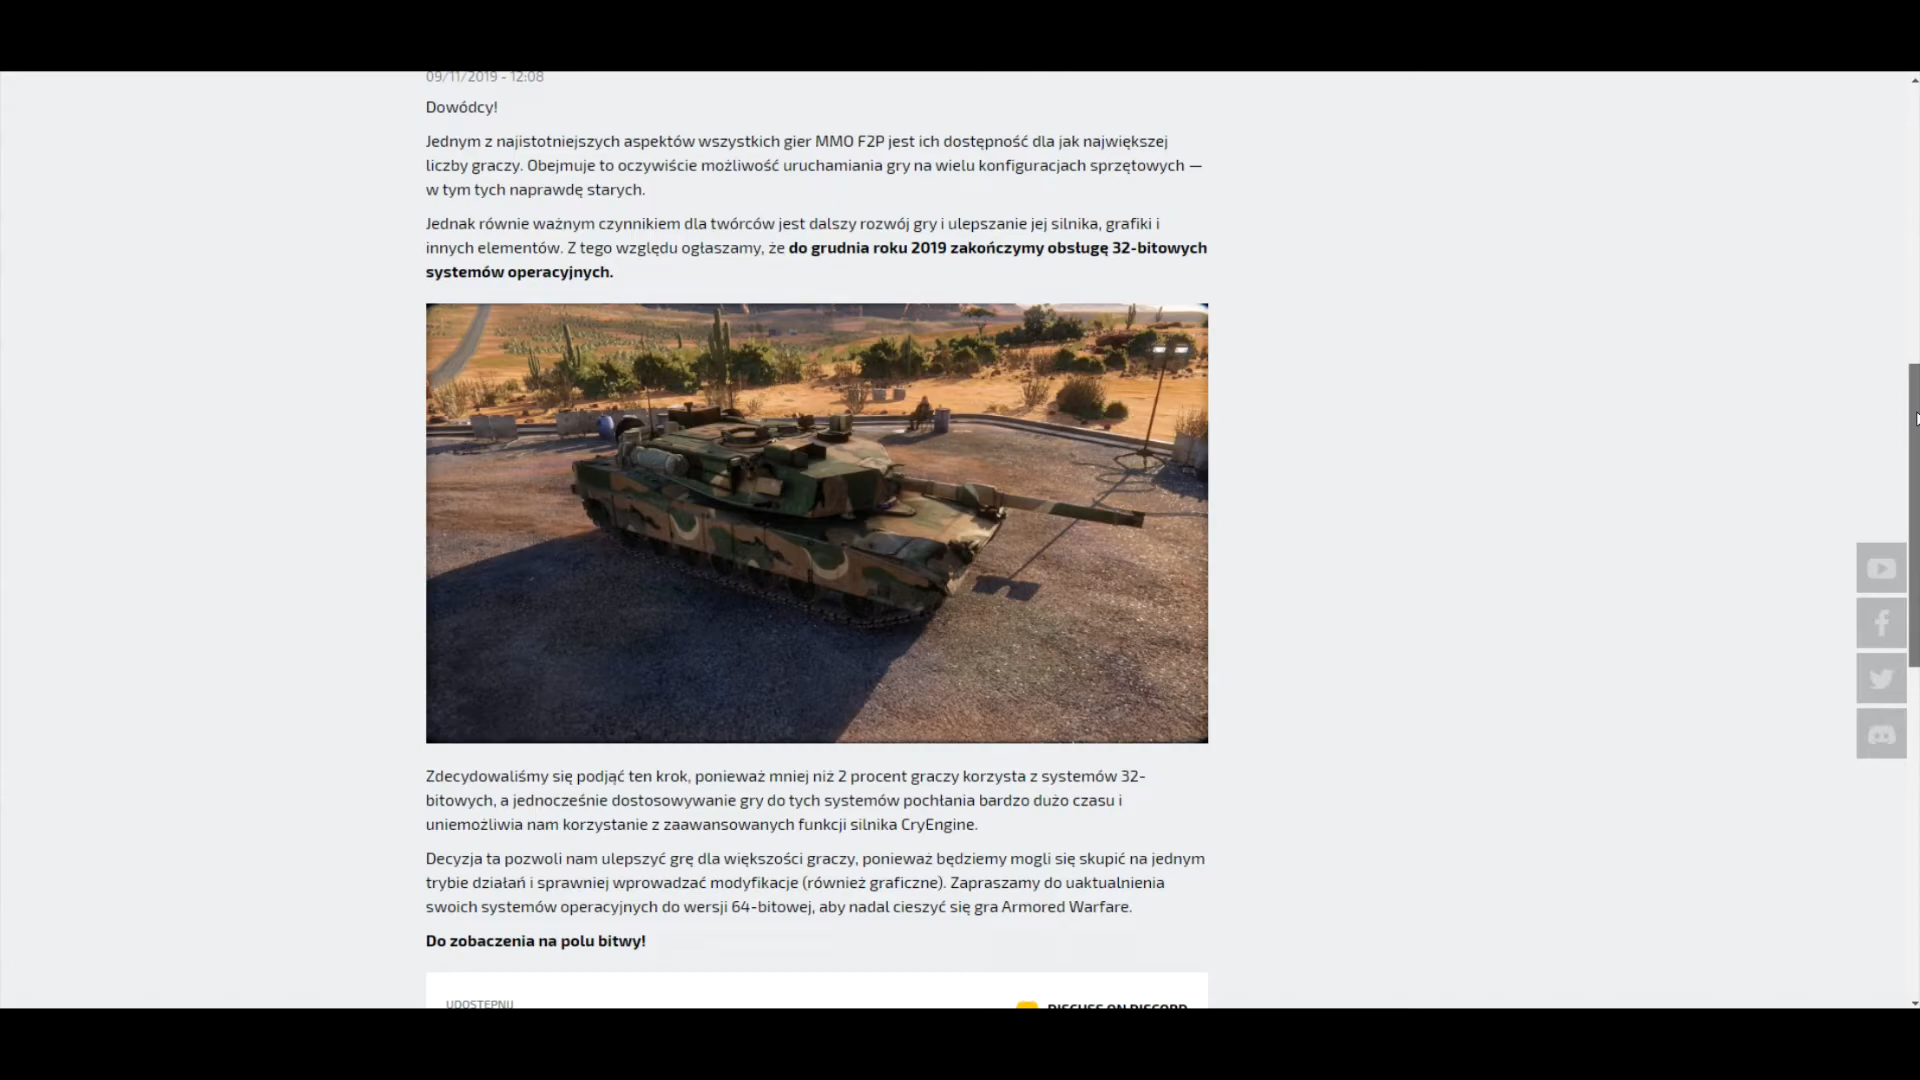 09/11/2019 - 12:08
Dowódcy!
Jednym z najistotniejszych aspektów wszystkich gier MMO F2P jest ich dostępność dla jak największej
liczby graczy. Obejmuje to oczywiście możliwość uruchamiania gry na wielu konfiguracjach sprzętowych —
w tym tych naprawdę starych.
Jednak równie ważnym czynnikiem dla twórców jest dalszy rozwój gry i ulepszanie jej silnika, grafiki i
innych elementów. Z tego względu ogłaszamy, że do grudnia roku 2019 zakończymy obsługę 32-bitowych
systemów operacyjnych.
Zdecydowaliśmy się podjąć ten krok, ponieważ mniej niż 2 procent graczy korzysta z systemów 32-
bitowych, a jednocześnie dostosowywanie gry do tych systemów pochłania bardzo dużo czasu i
uniemożliwia nam korzystanie z zaawansowanych funkcji silnika CryEngine.
Decyzja ta pozwoli nam ulepszyć grę dla większości graczy, ponieważ będziemy mogli się skupić na jednym
trybie działań i sprawniej wprowadzać modyfikacje (również graficzne). Zapraszamy do uaktualnienia
swoich systemów operacyjnych do wersji 64-bitowej, aby nadal cieszyć się gra Armored Warfare.
Do zobaczenia na polu bitwy!
UDOSTĘPNIJ
DISCUSS ON DISCORD